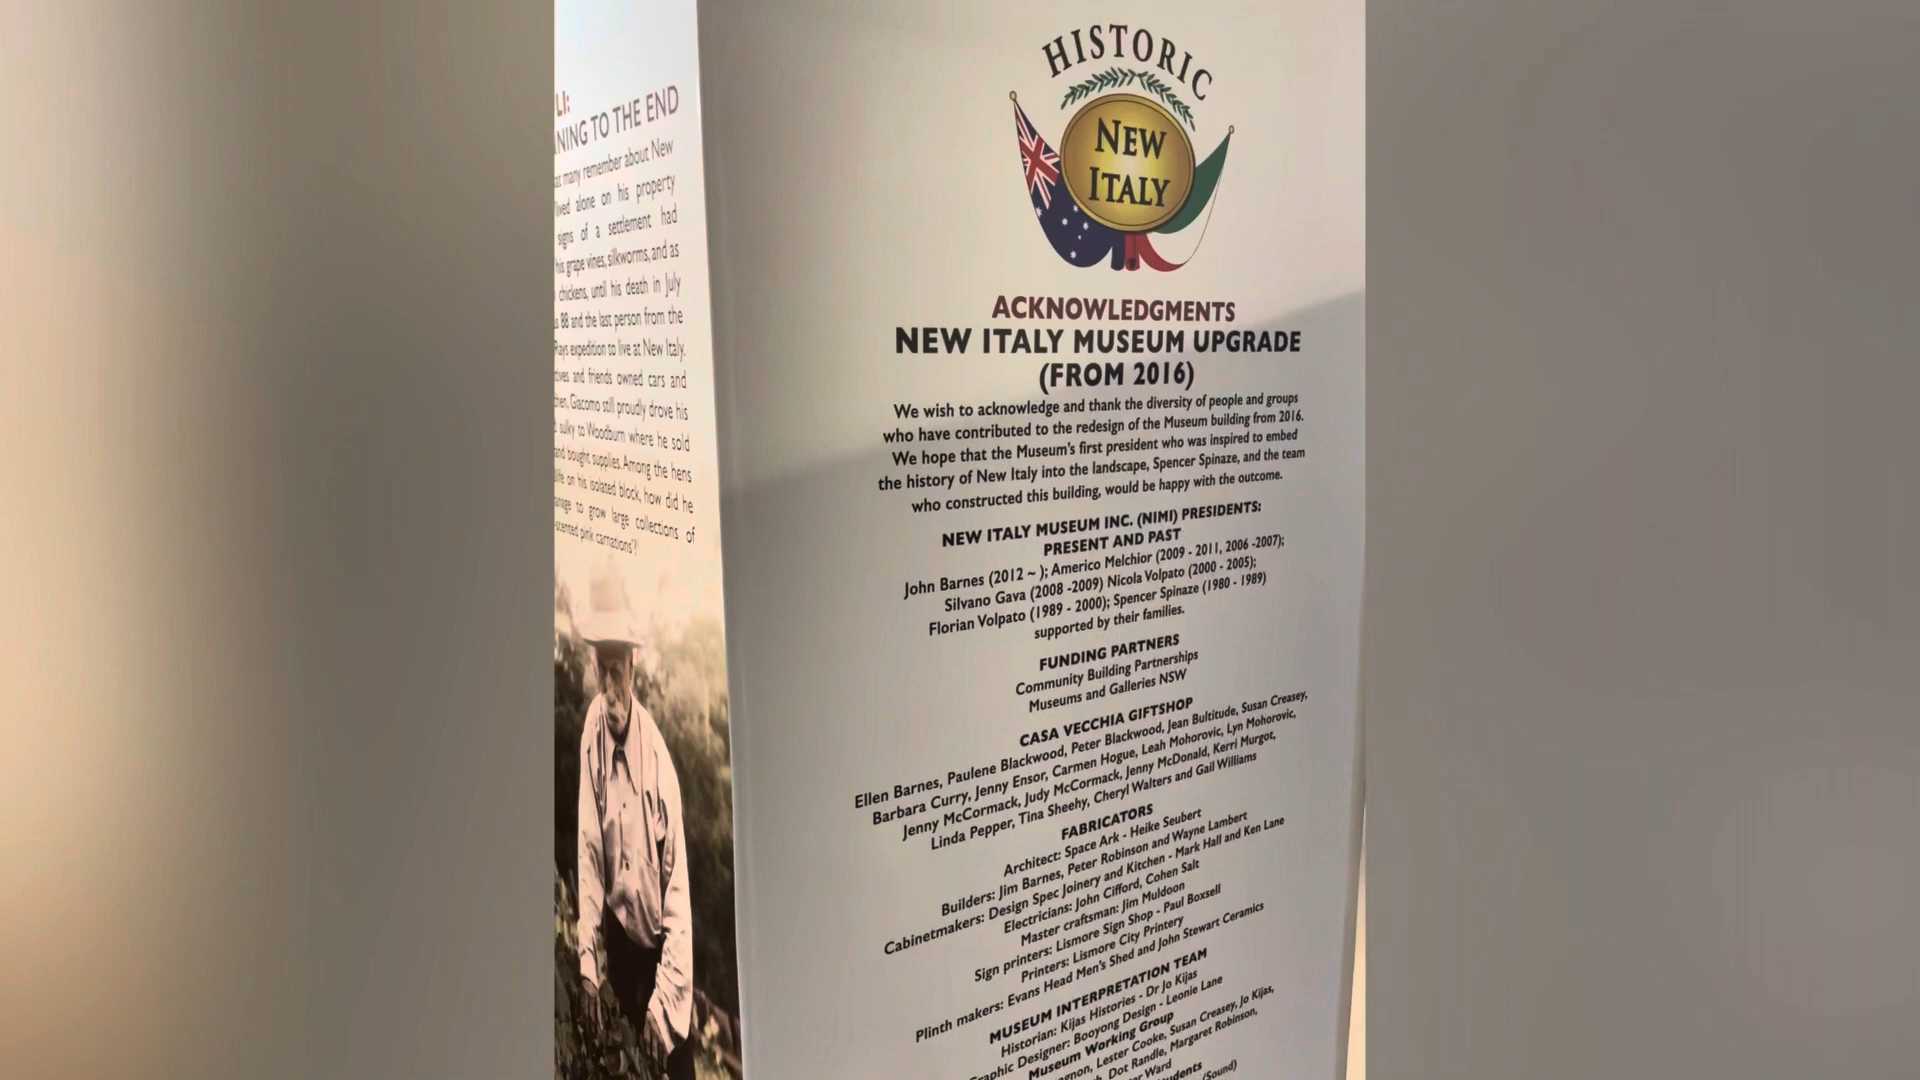 LI:
NING TO THE END
at many remember about New
lived alone on his property
signs of a settlement had
his grape vines, silkworms, and as
chickens, until his death in July
s 88 and the last person from the
Rays expedition to live at New Italy.
tives and friends owned cars and
then, Giacomo still proudly drove his
sulky to Woodburn where he sold
and bought supplies. Among the hens
life on his isolated block, how did he
anage to grow large collections of
-scented pink carnations'?
HISTORIC
NEW
ITALY
ACKNOWLEDGMENTS
NEW ITALY MUSEUM UPGRADE
(FROM 2016)
We wish to acknowledge and thank the diversity of people and groups
who have contributed to the redesign of the Museum building from 2016.
We hope that the Museum's first president who was inspired to embed
the history of New Italy into the landscape, Spencer Spinaze, and the team
who constructed this building, would be happy with the outcome.
NEW ITALY MUSEUM INC. (NIMI) PRESIDENTS:
PRESENT AND PAST
John Barnes (2012 ~ ); Americo Melchior (2009 - 2011, 2006 -2007);
Silvano Gava (2008 -2009) Nicola Volpato (2000 - 2005);
Florian Volpato (1989 - 2000); Spencer Spinaze (1980 - 1989)
supported by their families.
FUNDING PARTNERS
Community Building Partnerships
Museums and Galleries NSW
CASA VECCHIA GIFTSHOP
Ellen Barnes, Paulene Blackwood, Peter Blackwood, Jean Bultitude, Susan Creasey,
Barbara Curry, Jenny Ensor, Carmen Hogue, Leah Mohorovic, Lyn Mohorovic,
Jenny McCormack, Judy McCormack, Jenny McDonald, Kerri Murgot,
Linda Pepper, Tina Sheehy, Cheryl Walters and Gail Williams
FABRICATORS
Architect: Space Ark - Heike Seubert
Builders: Jim Barnes, Peter Robinson and Wayne Lambert
Cabinetmakers: Design Spec Joinery and Kitchen - Mark Hall and Ken Lane
Electricians: John Cifford, Cohen Salt
Master craftsman: Jim Muldoon
Sign printers: Lismore Sign Shop - Paul Boxsell
Printers: Lismore City Printery
Plinth makers: Evans Head Men's Shed and John Stewart Ceramics
MUSEUM INTERPRETATION TEAM
Historian: Kijas Histories - Dr Jo Kijas
raphic Designer: Booyong Design - Leonie Lane
Museum Working Group
gnon, Lester Cooke, Susan Creasey, Jo Kijas,
Dot Randle, Margaret Robinson,
er Ward
udents
(Sound)